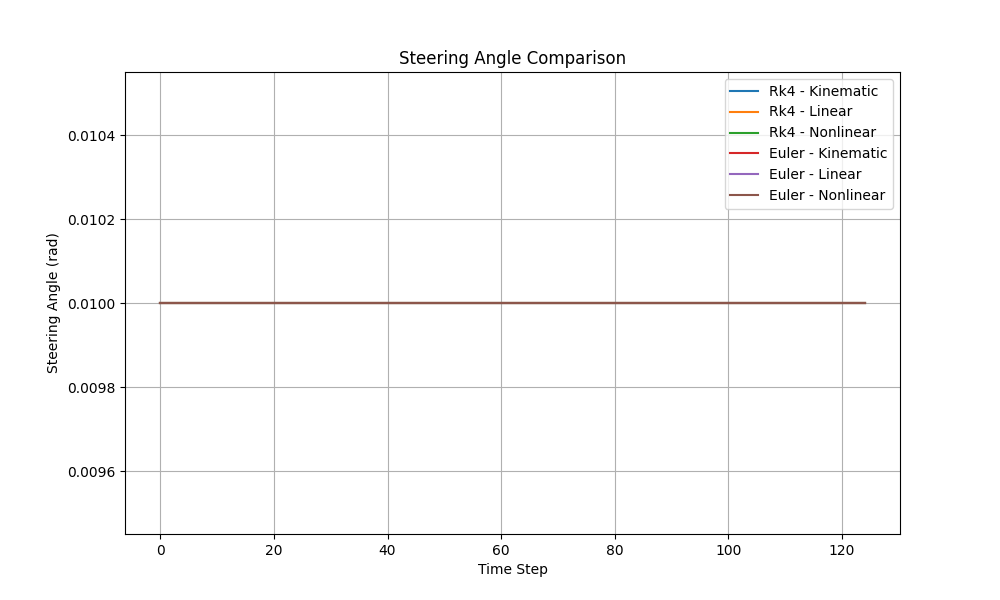 Steering Angle Comparison
Rk4 - Kinematic
Rk4 - Linear
Rk4 - Nonlinear
Euler - Kinematic
Euler - Linear
Euler - Nonlinear
0.0104
0.0102
0.0100
0.0098
0.0096
Steering Angle (rad)
0 20 40 60 80 100 120
Time Step